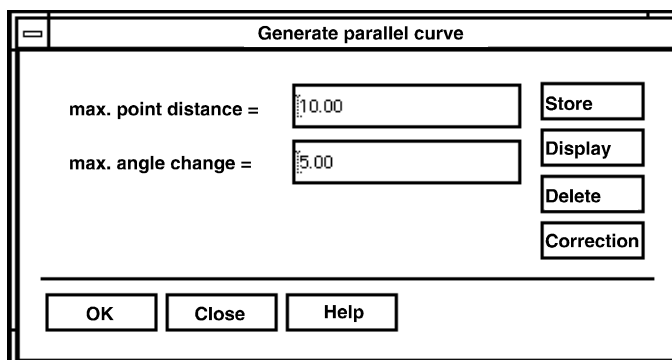 Generate parallel curve
max. point distance = 10.00
max. angle change = 5.00
Store
Display
Delete
Correction
OK Close Help